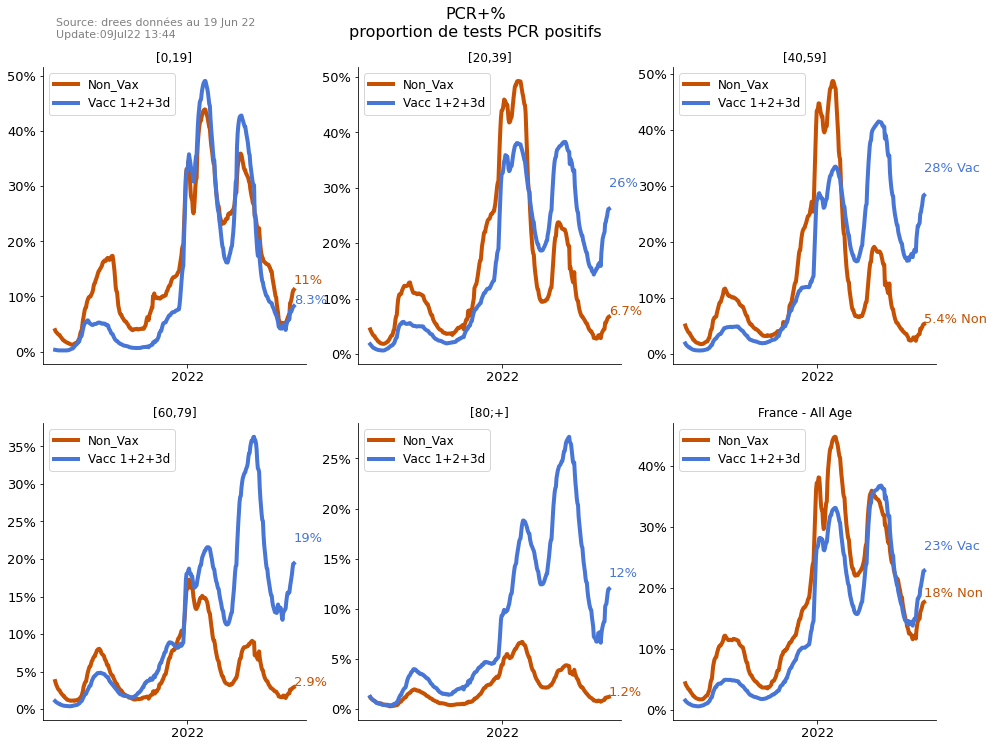 Source: drees données au 19 Jun 22
Update:09Jul22 13:44
PCR+%
proportion de tests PCR positifs
[0,19]
Non_Vax
Vacc 1+2+3d
50%
40%
30%
20%
10%
0%
11%
8.3%
2022
[20,39]
Non_Vax
Vacc 1+2+3d
50%
40%
30%
20%
10%
0%
26%
6.7%
2022
[40,59]
Non_Vax
Vacc 1+2+3d
50%
40%
30%
20%
10%
0%
28% Vac
5.4% Non
2022
[60,79]
Non_Vax
Vacc 1+2+3d
35%
30%
25%
20%
15%
10%
5%
0%
19%
2.9%
2022
[80;+]
Non_Vax
Vacc 1+2+3d
25%
20%
15%
10%
5%
0%
12%
1.2%
2022
France - All Age
Non_Vax
Vacc 1+2+3d
40%
30%
20%
10%
0%
23% Vac
18% Non
2022